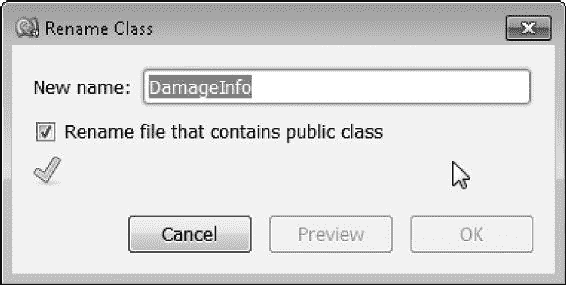 Rename Class
New name: DamageInfo
Rename file that contains public class
Cancel Preview OK